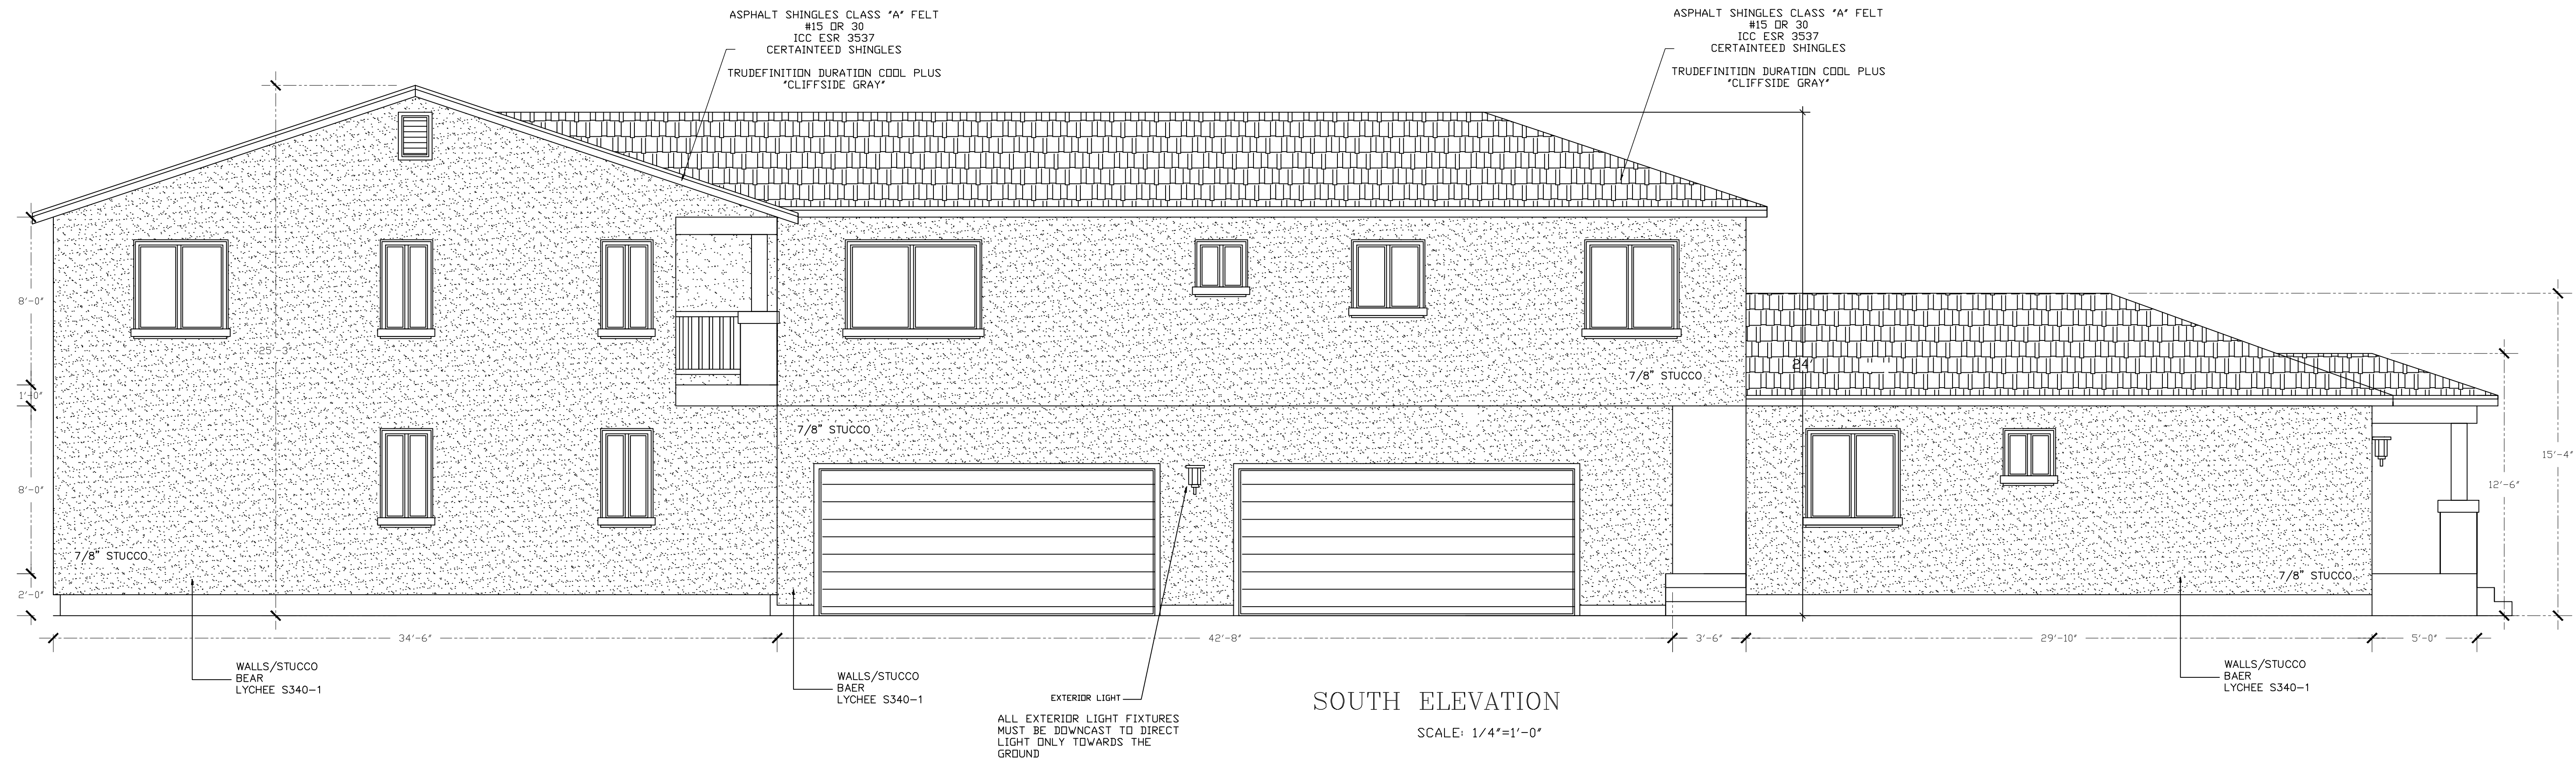 ASPHALT SHINGLES CLASS "A" FELT
#15 OR 30
ICC ESR 3537
CERTAINTEED SHINGLES
TRUDEFINITION DURATION COOL PLUS
"CLIFFSIDE GRAY"
ASPHALT SHINGLES CLASS "A" FELT
#15 OR 30
ICC ESR 3537
CERTAINTEED SHINGLES
TRUDEFINITION DURATION COOL PLUS
"CLIFFSIDE GRAY"
8'-0"
25'-3"
1'-0"
8'-0"
2'-0"
24'
7/8" STUCCO
7/8" STUCCO
7/8" STUCCO
7/8" STUCCO
15'-4"
12'-6"
34'-6"
42'-8"
3'-6"
29'-10"
5'-0"
WALLS/STUCCO
BEAR
LYCHEE S340-1
WALLS/STUCCO
BAER
LYCHEE S340-1
EXTERIOR LIGHT
ALL EXTERIOR LIGHT FIXTURES
MUST BE DOWNCAST TO DIRECT
LIGHT ONLY TOWARDS THE
GROUND
SOUTH ELEVATION
SCALE: 1/4"=1'-0"
WALLS/STUCCO
BAER
LYCHEE S340-1